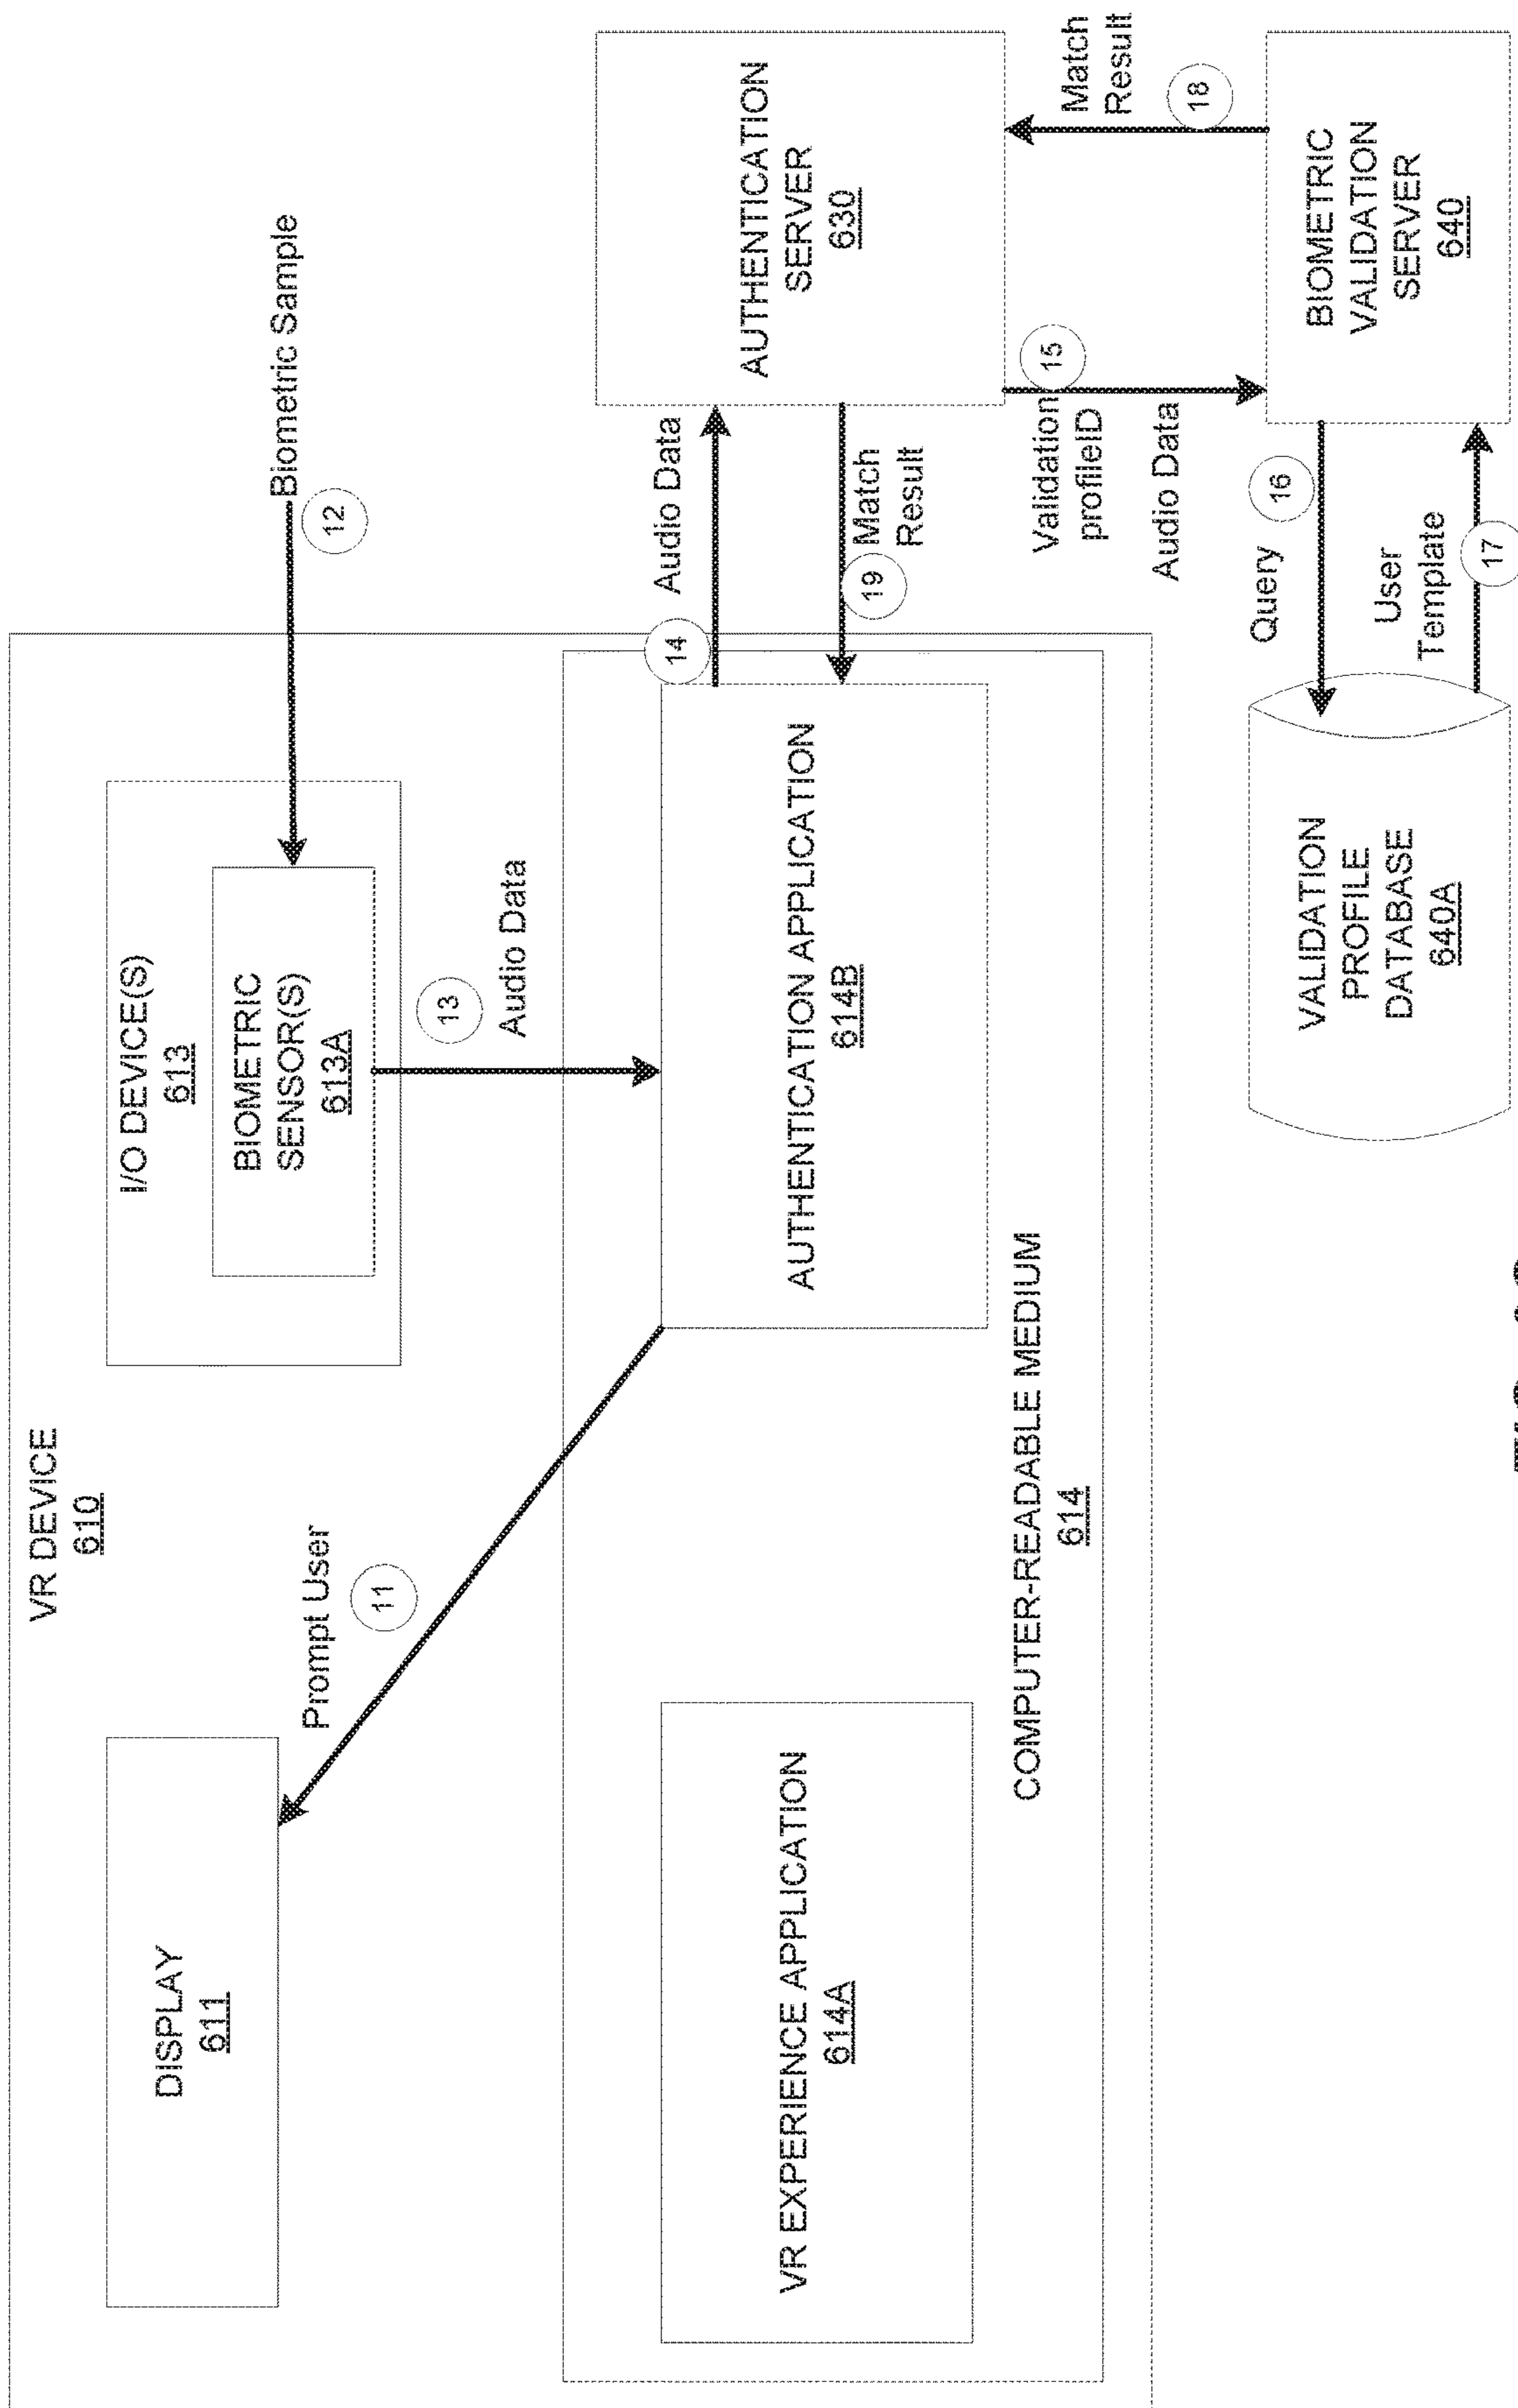 VR DEVICE
610
DISPLAY
611
Prompt User
11
I/O DEVICE(S)
613
BIOMETRIC
SENSOR(S)
613A
Biometric Sample
12
13
Audio Data
VR EXPERIENCE APPLICATION
614A
AUTHENTICATION APPLICATION
614B
COMPUTER-READABLE MEDIUM
614
14
Audio Data
19
Match
Result
AUTHENTICATION
SERVER
630
15
Validation
profileID
Audio Data
Match
Result
18
BIOMETRIC
VALIDATION
SERVER
640
Query
16
User
Template
17
VALIDATION
PROFILE
DATABASE
640A